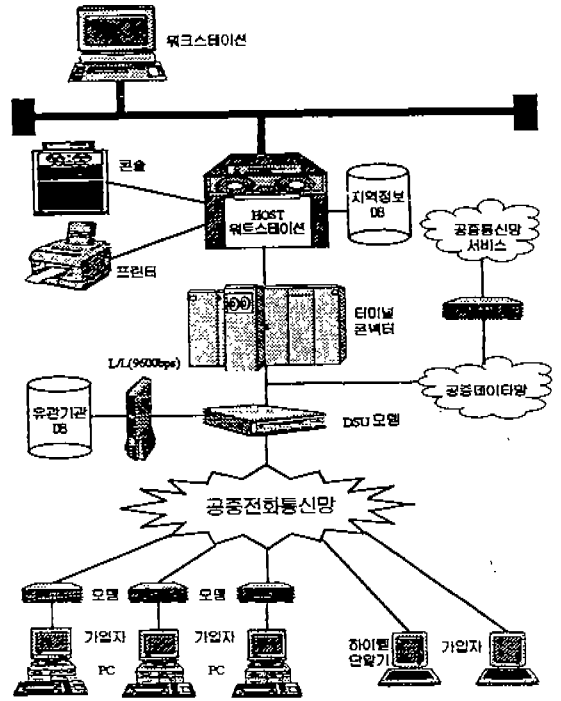 워크스테이션
콘솔
HOST
워크스테이션
지역정보
DB
공중통신망
서비스
프린터
터미널
콘넥터
L/L(9600bps)
유관기관
DB
DSU 모뎀
공중데이타망
공중전화통신망
모뎀
모뎀
가입자
PC
가입자
PC
하이텔
단말기
가입자